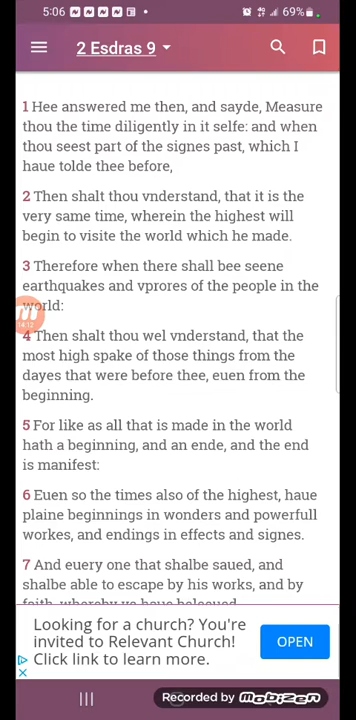 5:06 69%
2 Esdras 9
1 Hee answered me then, and sayde, Measure
thou the time diligently in it selfe: and when
thou seest part of the signes past, which I
haue tolde thee before,
2 Then shalt thou vnderstand, that it is the
very same time, wherein the highest will
begin to visite the world which he made.
3 Therefore when there shall bee seene
earthquakes and vprores of the people in the
world:
14:12
4 Then shalt thou wel vnderstand, that the
most high spake of those things from the
dayes that were before thee, euen from the
beginning.
5 For like as all that is made in the world
hath a beginning, and an ende, and the end
is manifest:
6 Euen so the times also of the highest, haue
plaine beginnings in wonders and powerfull
workes, and endings in effects and signes.
7 And euery one that shalbe saued, and
shalbe able to escape by his works, and by
faith, whereby ye haue beleeued,
Looking for a church? You're
invited to Relevant Church!
Click link to learn more.
OPEN
Recorded by mobizen